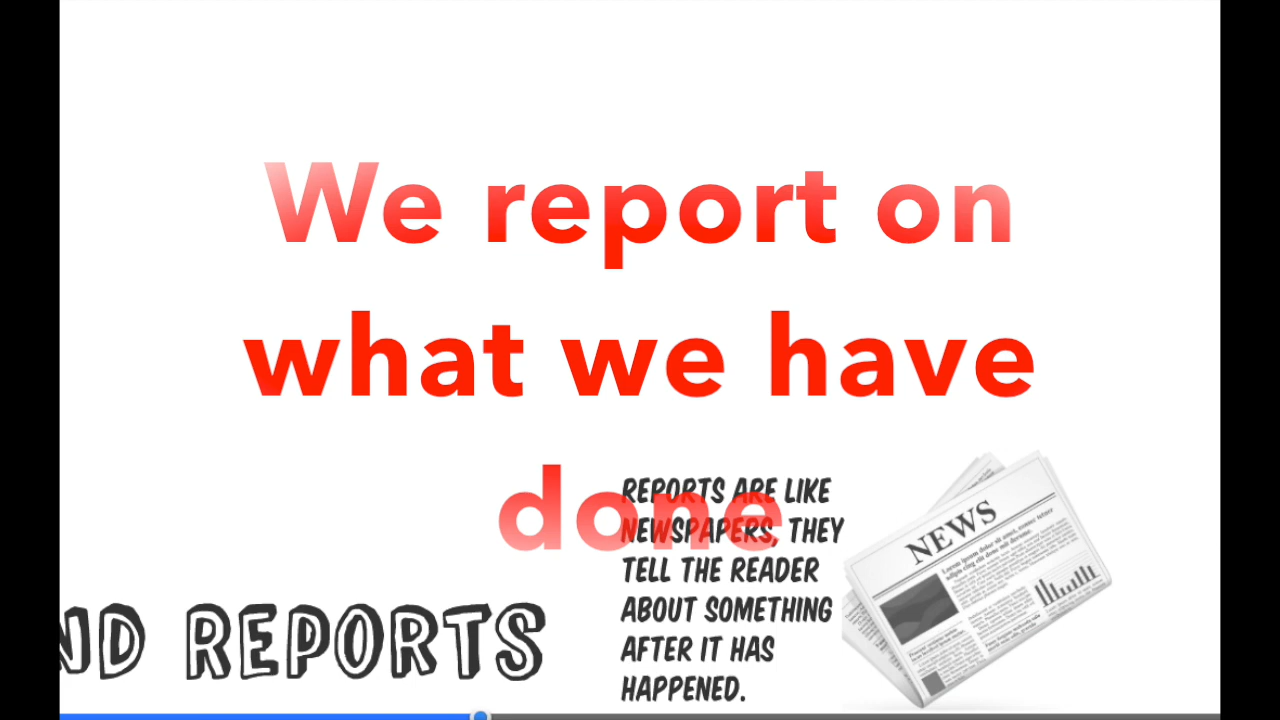 We report on
what we have
done
REPORTS ARE LIKE
NEWSPAPERS, THEY
TELL THE READER
ABOUT SOMETHING
AFTER IT HAS
HAPPENED.
ND REPORTS
NEWS